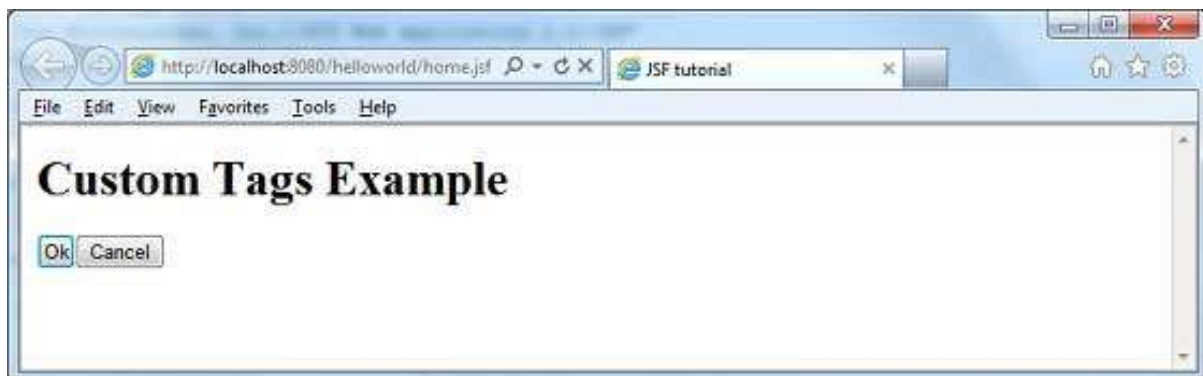 http://localhost:8080/helloworld/home.jsf
JSF tutorial
File Edit View Favorites Tools Help
Custom Tags Example
Ok Cancel